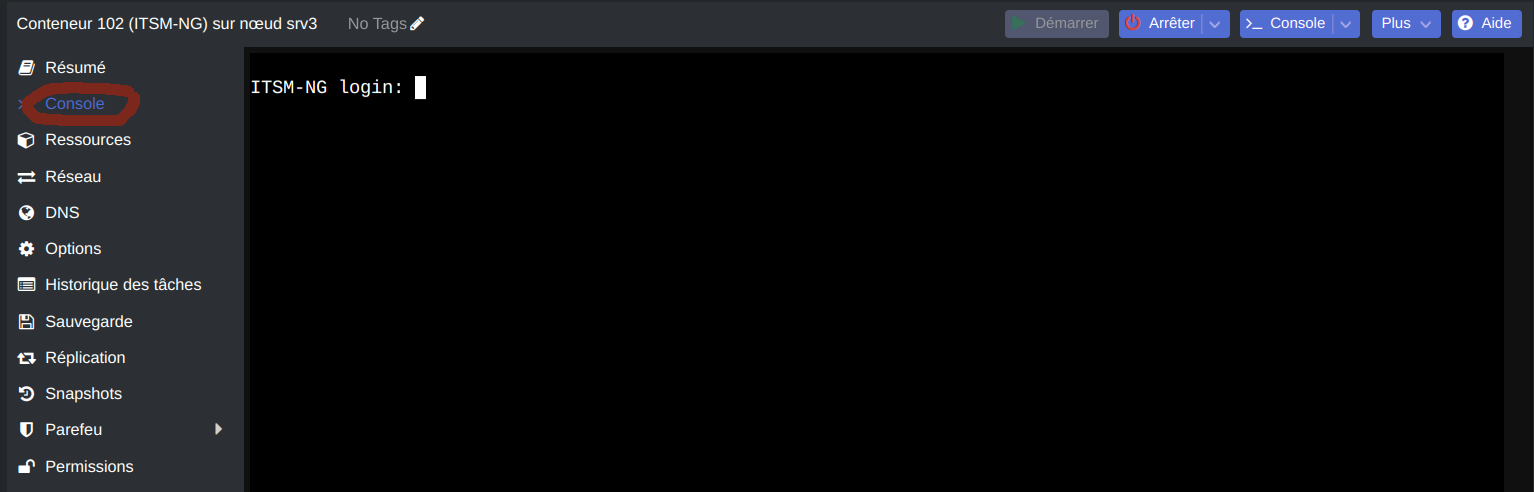 Conteneur 102 (ITSM-NG) sur nœud srv3 No Tags Démarrer Arrêter Console Plus Aide
Résumé
ITSM-NG login:
Console
Ressources
Réseau
DNS
Options
Historique des tâches
Sauvegarde
Réplication
Snapshots
Parefeu
Permissions